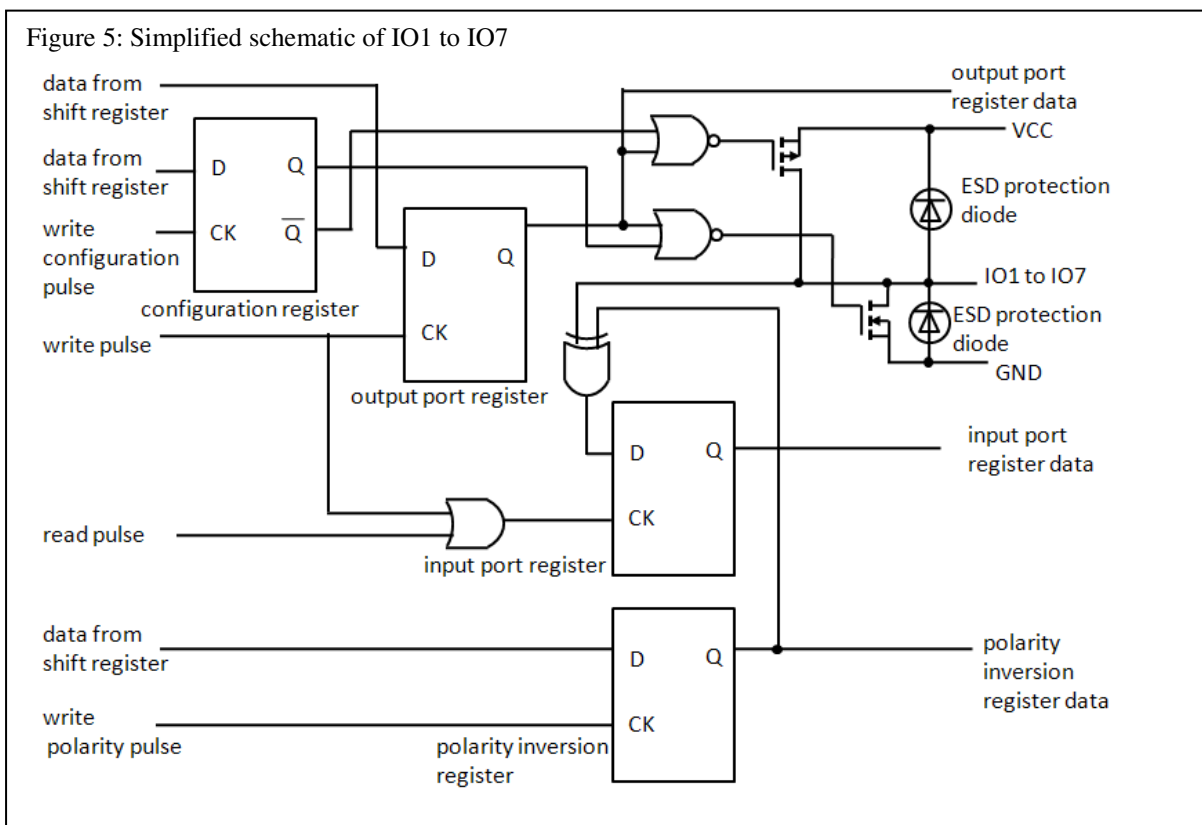 Figure 5: Simplified schematic of IO1 to IO7
data from
shift register
output port
register data
VCC
data from
shift register
D
Q
ESD protection
diode
write
configuration
pulse
CK
Q
configuration register
D
Q
IO1 to IO7
ESD protection
diode
write pulse
CK
GND
output port register
D
Q
input port
register data
CK
read pulse
input port register
data from
shift register
D
Q
polarity
inversion
register data
write
polarity pulse
CK
polarity inversion
register